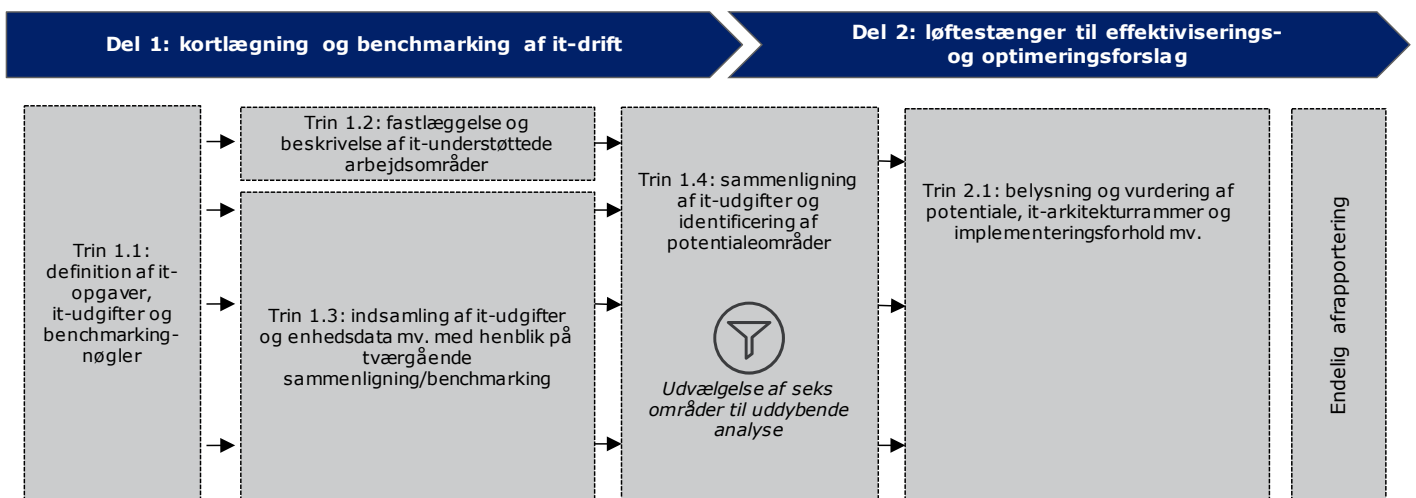 Del 1: kortlægning og benchmarking af it-drift
Del 2: løftestænger til effektiviserings-
og optimeringsforslag
Trin 1.1:
definition af it-
opgaver,
it-udgifter og
benchmarking-
nøgler
Trin 1.2: fastlæggelse og
beskrivelse af it-understøttede
arbejdsområder
Trin 1.3: indsamling af it-udgifter
og enhedsdata mv. med henblik på
tværgående
sammenligning/benchmarking
Trin 1.4: sammenligning
af it-udgifter og
identificering af
potentialeområder
Udvælgelse af seks
områder til uddybende
analyse
Trin 2.1: belysning og vurdering af
potentiale, it-arkitekturrammer og
implementeringsforhold mv.
Endelig afrapportering